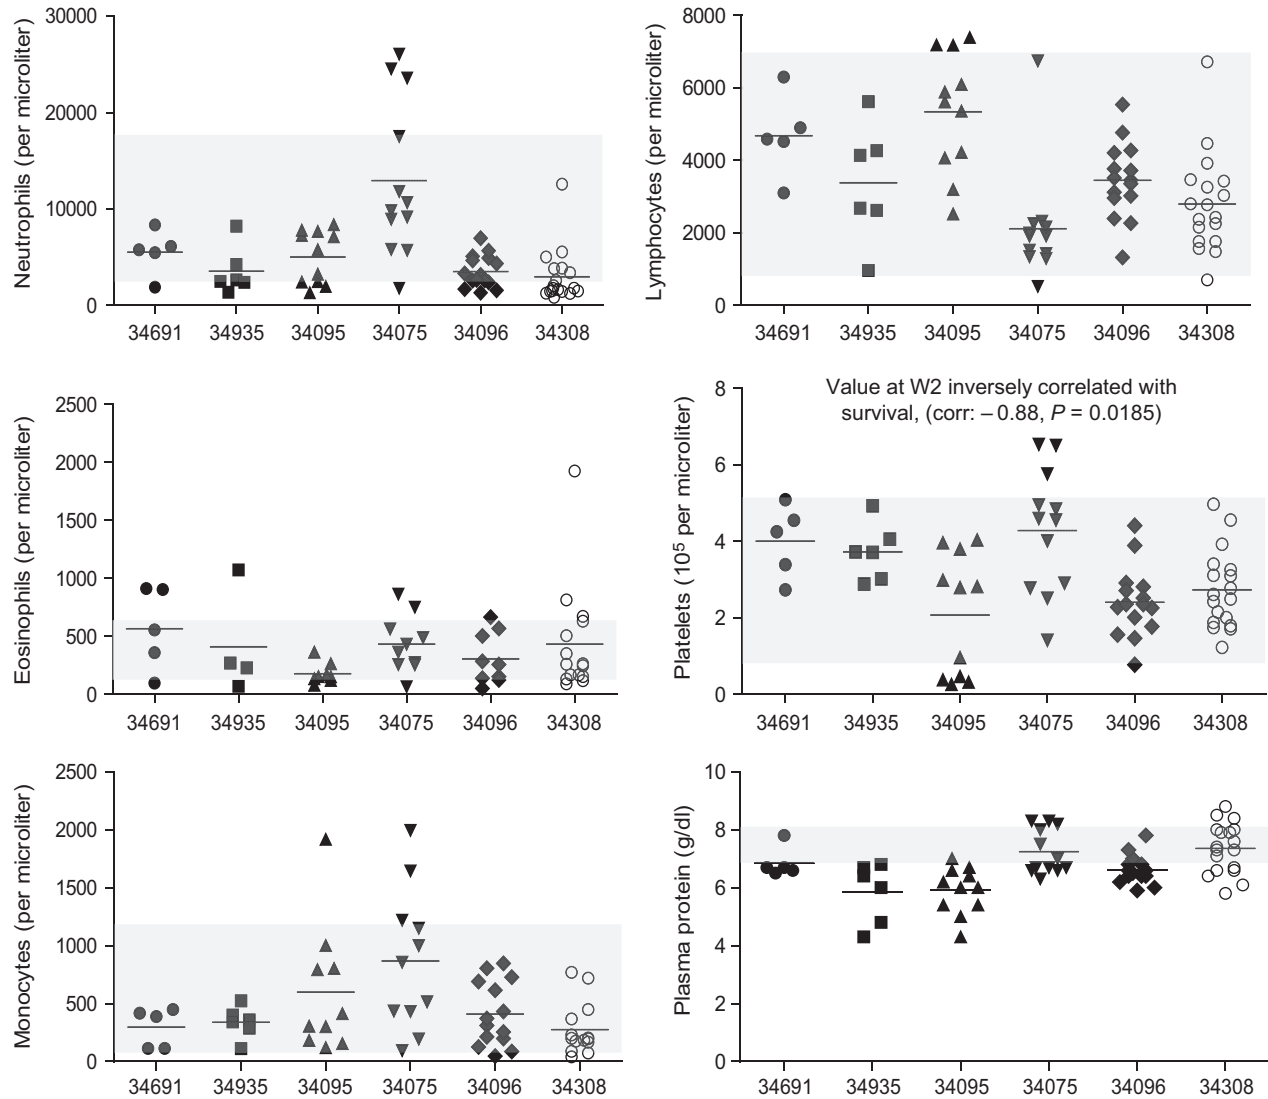 Neutrophils (per microliter)
30000
20000
10000
0
34691 34935 34095 34075 34096 34308
Lymphocytes (per microliter)
8000
6000
4000
2000
0
34691 34935 34095 34075 34096 34308
Eosinophils (per microliter)
2500
2000
1500
1000
500
0
34691 34935 34095 34075 34096 34308
Platelets (10⁵ per microliter)
Value at W2 inversely correlated with
survival, (corr: – 0.88, P = 0.0185)
8
6
4
2
0
34691 34935 34095 34075 34096 34308
Monocytes (per microliter)
2500
2000
1500
1000
500
0
34691 34935 34095 34075 34096 34308
Plasma protein (g/dl)
10
8
6
4
2
0
34691 34935 34095 34075 34096 34308